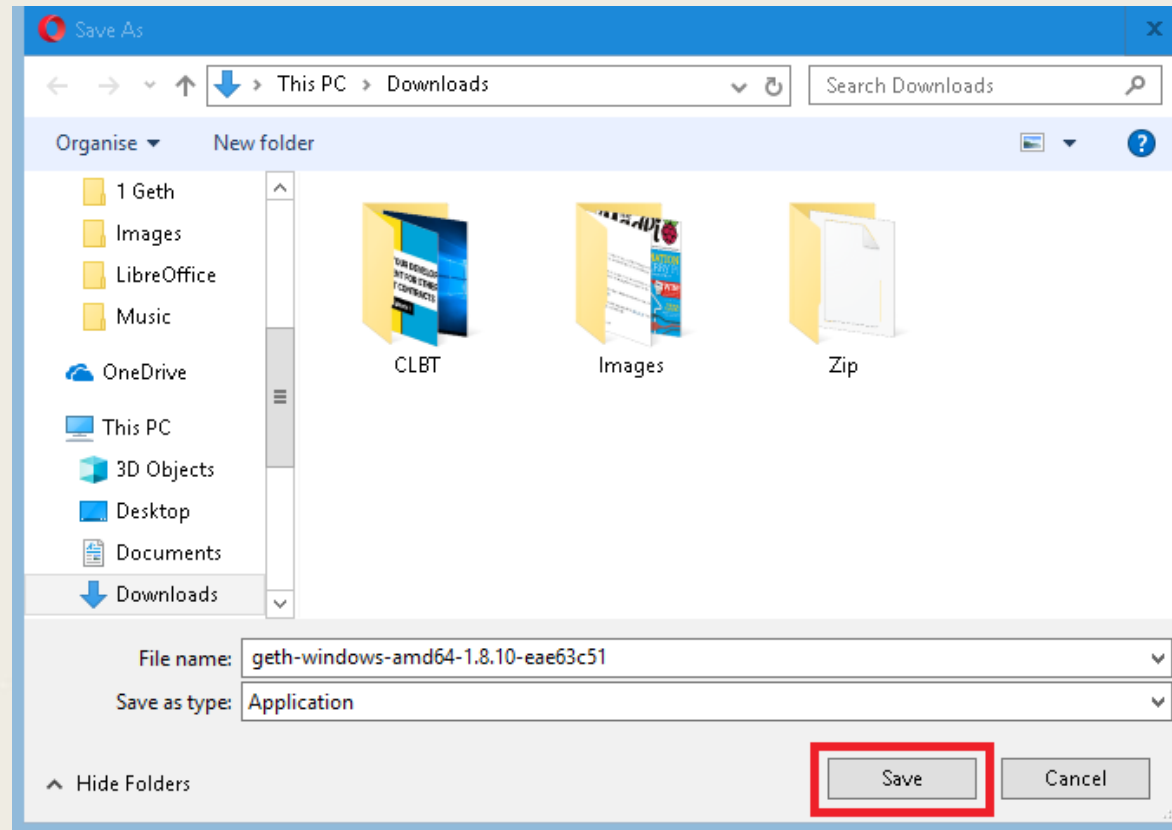 Save As
This PC > Downloads
Search Downloads
Organise
New folder
1 Geth
Images
LibreOffice
Music
OneDrive
This PC
3D Objects
Desktop
Documents
Downloads
CLBT
Images
Zip
File name: geth-windows-amd64-1.8.10-eae63c51
Save as type: Application
Hide Folders
Save
Cancel